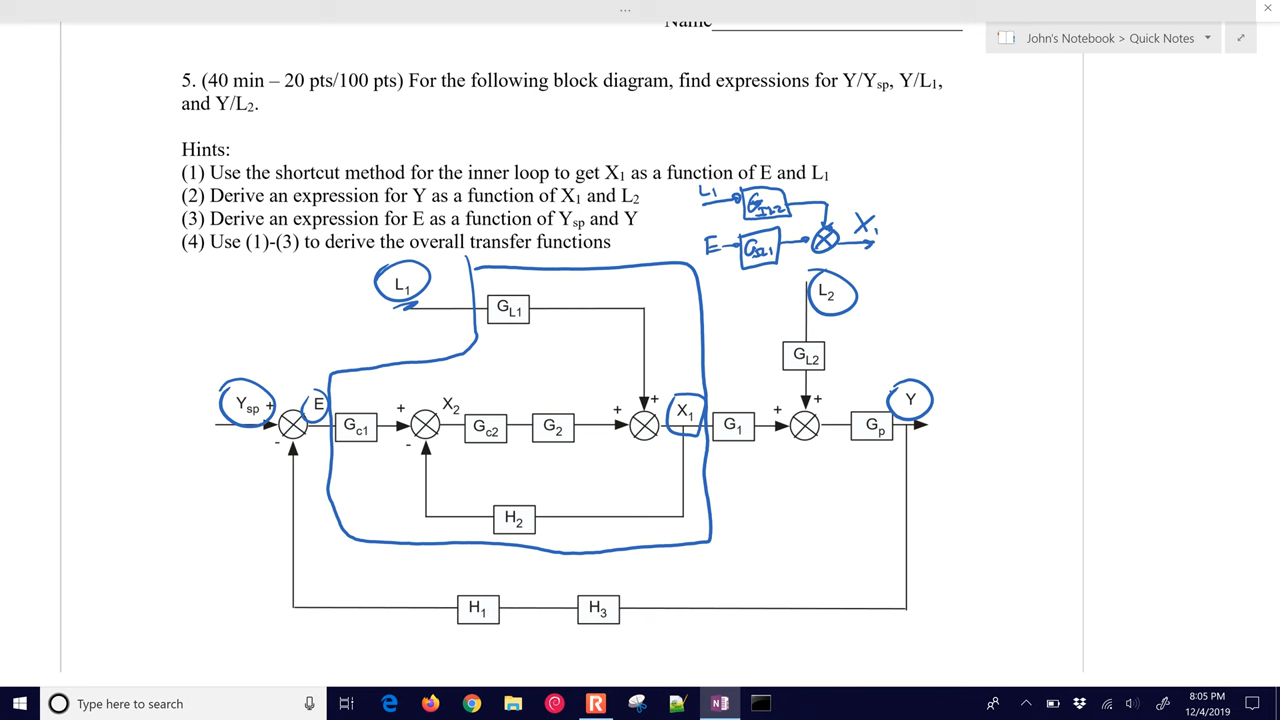 ...
Name
John's Notebook > Quick Notes
5. (40 min – 20 pts/100 pts) For the following block diagram, find expressions for Y/Ysp, Y/L1,
and Y/L2.
Hints:
(1) Use the shortcut method for the inner loop to get X1 as a function of E and L1
(2) Derive an expression for Y as a function of X1 and L2
(3) Derive an expression for E as a function of Ysp and Y
(4) Use (1)-(3) to derive the overall transfer functions
L1
X1
E
L1
L2
GL1
GL2
Ysp + E
X2
+
+
+
X1
+
+
Y
Gc1
Gc2
G2
G1
Gp
-
-
H2
H1
H3
Type here to search
8:05 PM
12/4/2019